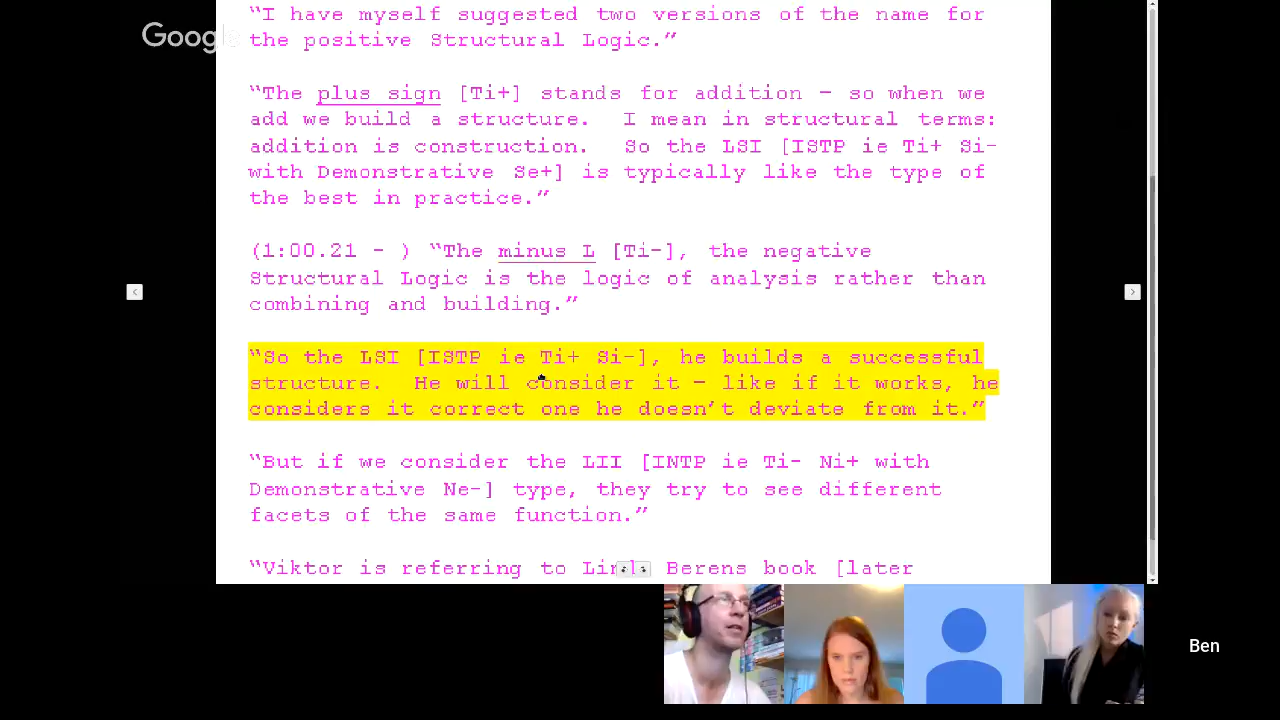 Google
“I have myself suggested two versions of the name for
the positive Structural Logic.”
“The plus sign [Ti+] stands for addition – so when we
add we build a structure. I mean in structural terms:
addition is construction. So the LSI [ISTP ie Ti+ Si-
with Demonstrative Se+] is typically like the type of
the best in practice.”
(1:00.21 - ) “The minus L [Ti-], the negative
Structural Logic is the logic of analysis rather than
combining and building.”
“So the LSI [ISTP ie Ti+ Si-], he builds a successful
structure. He will consider it – like if it works, he
considers it correct one he doesn’t deviate from it.”
“But if we consider the LII [INTP ie Ti- Ni+ with
Demonstrative Ne-] type, they try to see different
facets of the same function.”
“Viktor is referring to Berens book [later
Ben